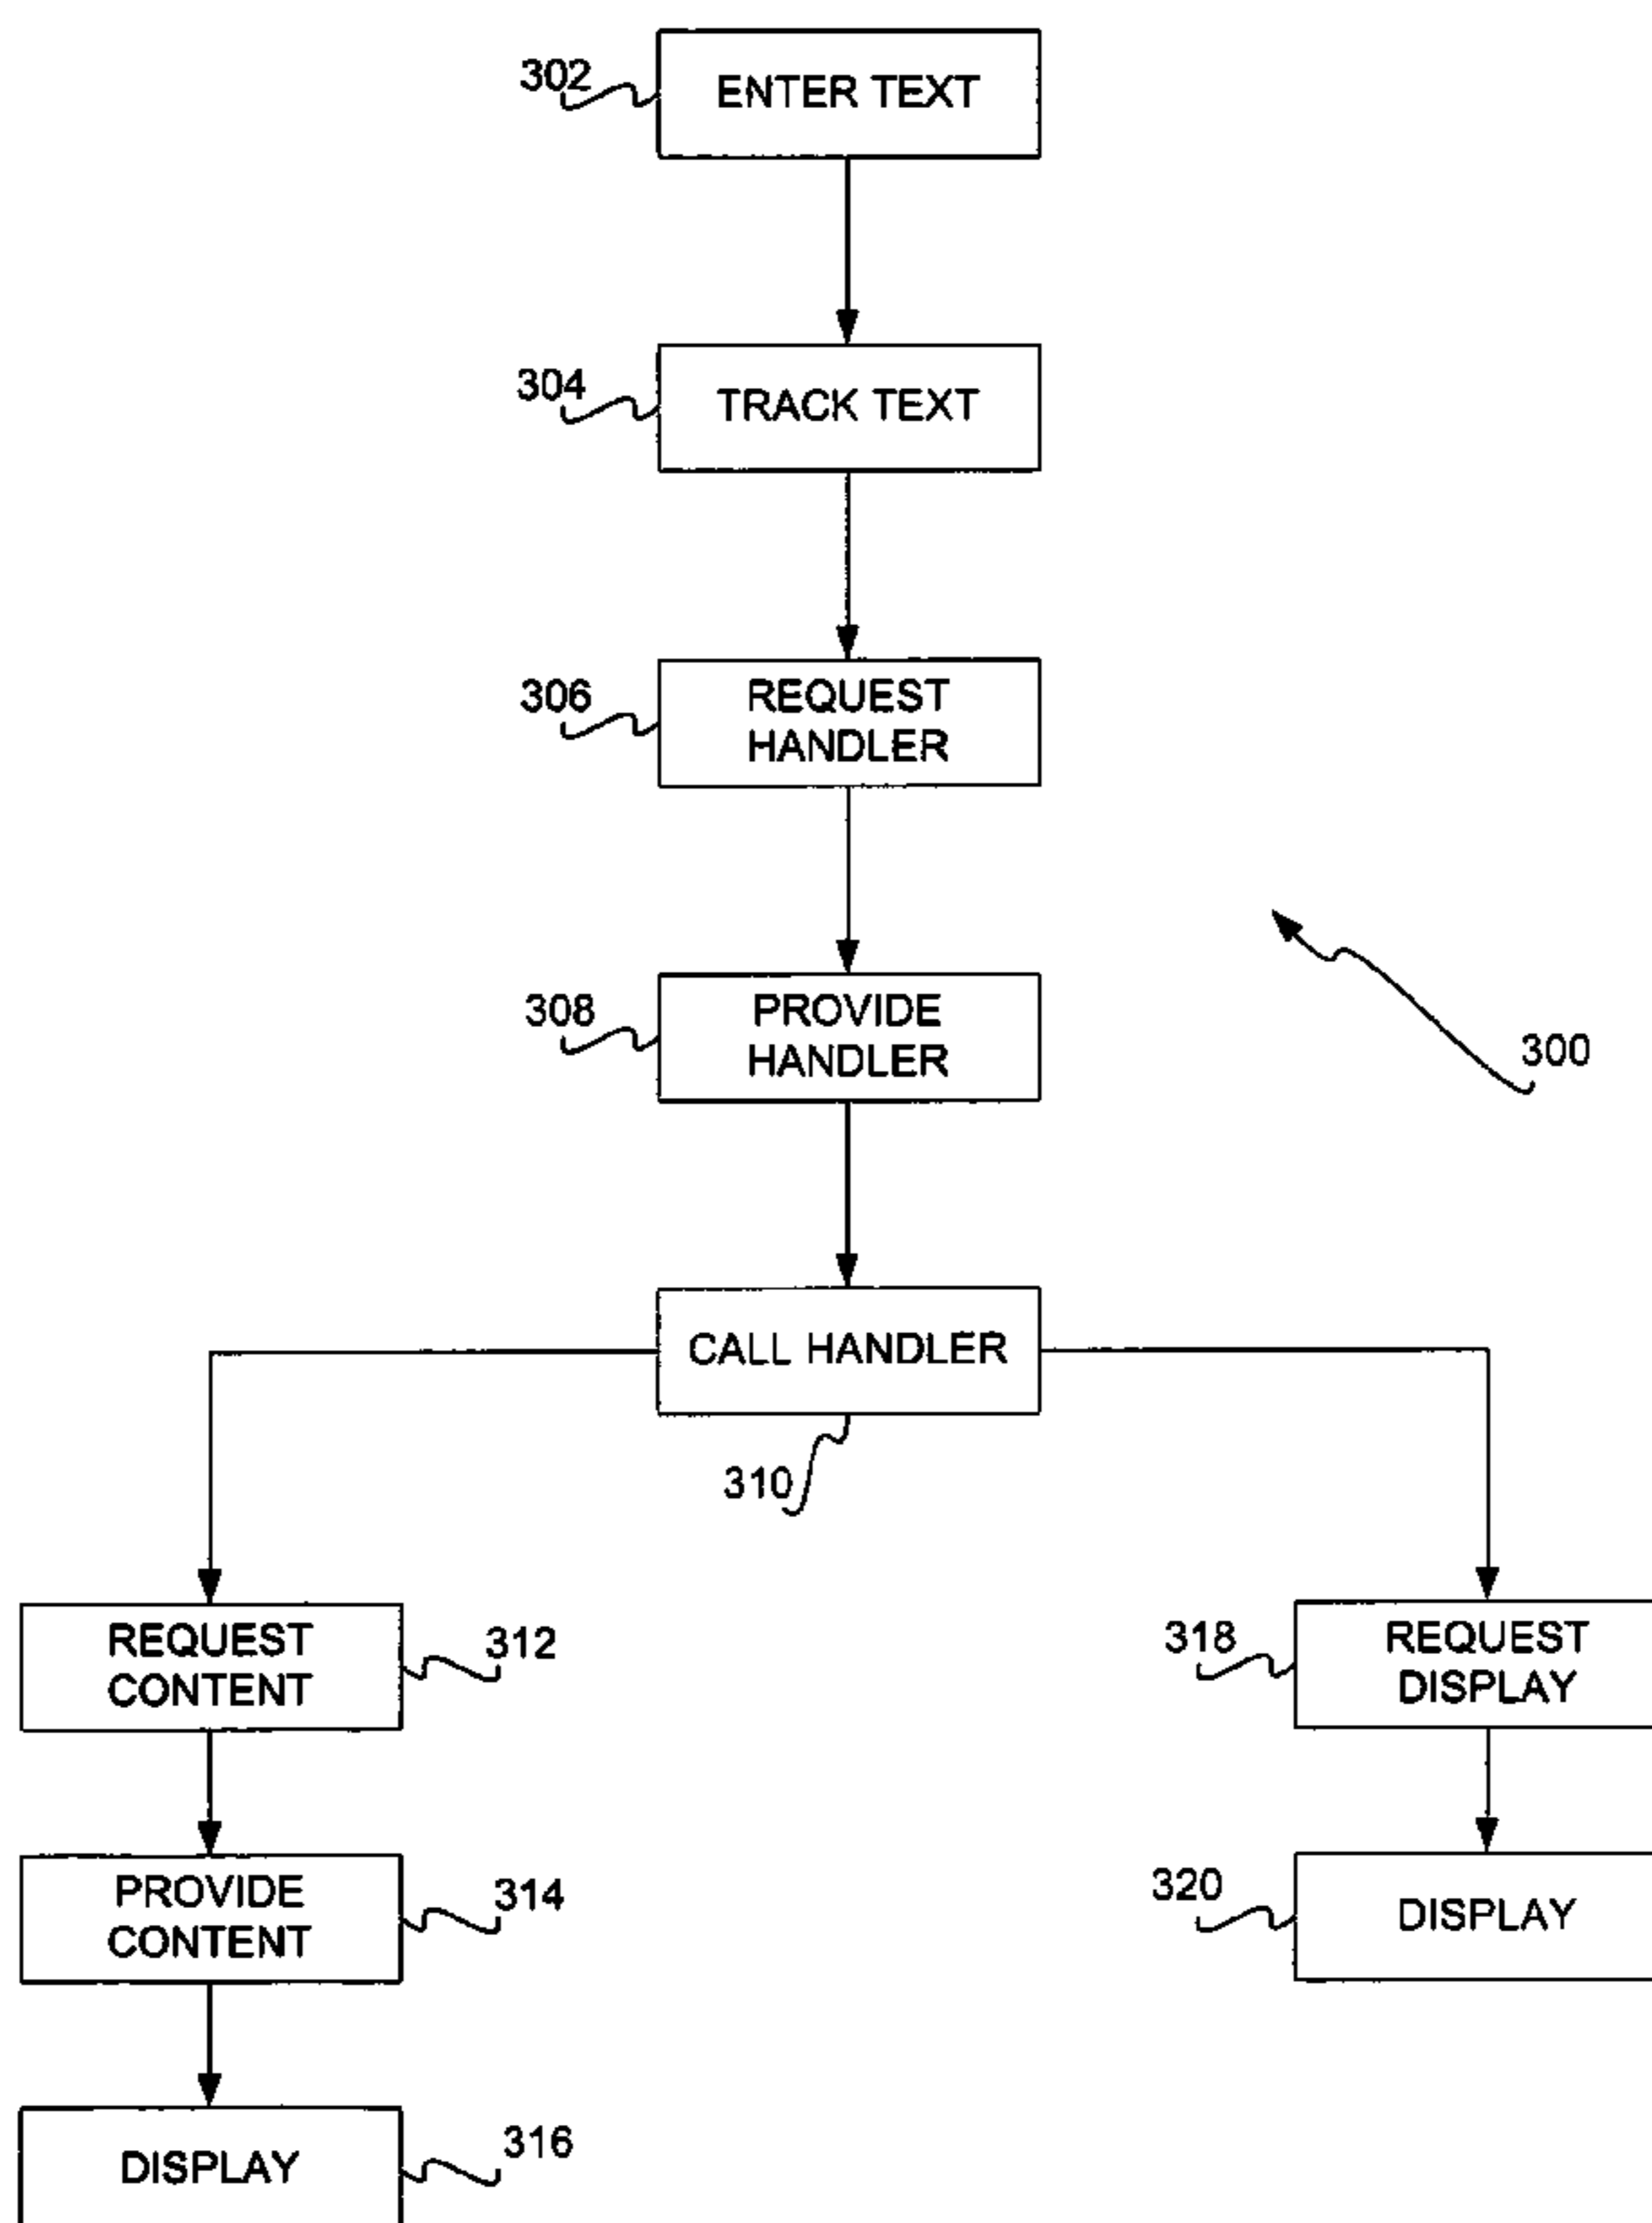 302
ENTER TEXT
304
TRACK TEXT
306
REQUEST
HANDLER
308
PROVIDE
HANDLER
300
CALL HANDLER
310
REQUEST
CONTENT
312
318
REQUEST
DISPLAY
PROVIDE
CONTENT
314
320
DISPLAY
DISPLAY
316